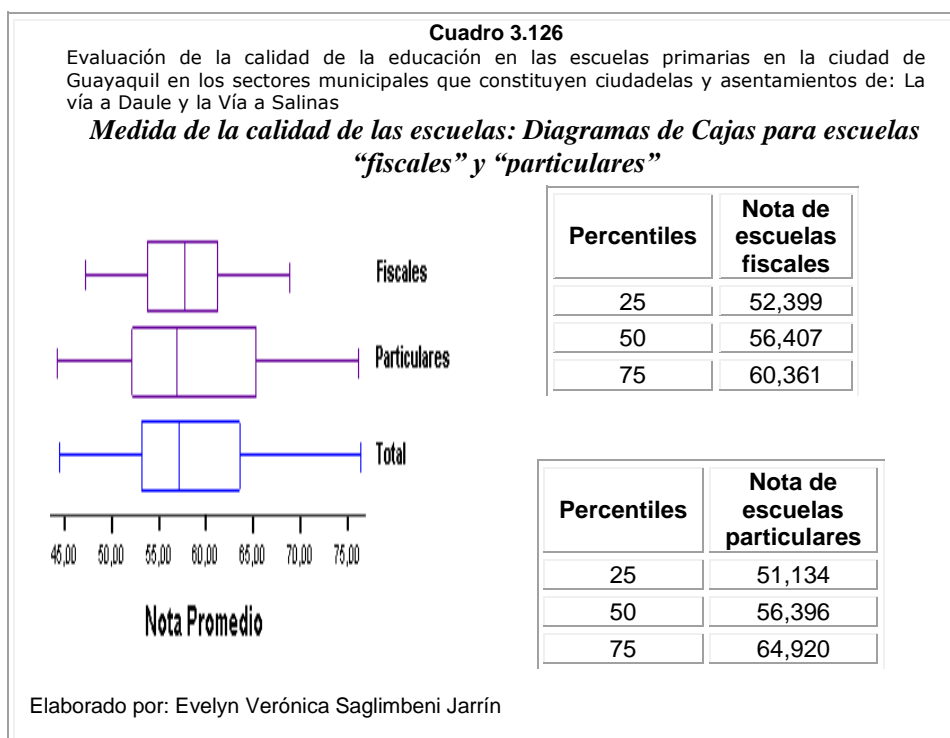 Cuadro 3.126
Evaluación de la calidad de la educación en las escuelas primarias en la ciudad de
Guayaquil en los sectores municipales que constituyen ciudadelas y asentamientos de: La
vía a Daule y la Vía a Salinas
Medida de la calidad de las escuelas: Diagramas de Cajas para escuelas
“fiscales” y “particulares”
Fiscales
Particulares
Total
45,00 50,00 55,00 60,00 65,00 70,00 75,00
Nota Promedio
Percentiles
Nota de
escuelas
fiscales
25 52,399
50 56,407
75 60,361
Percentiles
Nota de
escuelas
particulares
25 51,134
50 56,396
75 64,920
Elaborado por: Evelyn Verónica Saglimbeni Jarrín